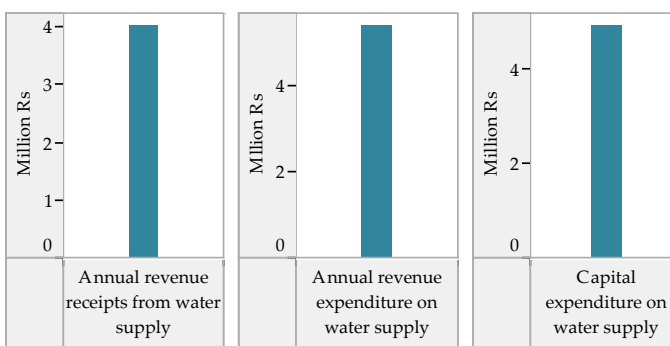 4
3
2
1
0
Million Rs
Annual revenue
receipts from water
supply
4
2
0
Mllion Rs
Annual revenue
expenditure on
water supply
4
2
0
Million Rs
Capital
expenditure on
water supply